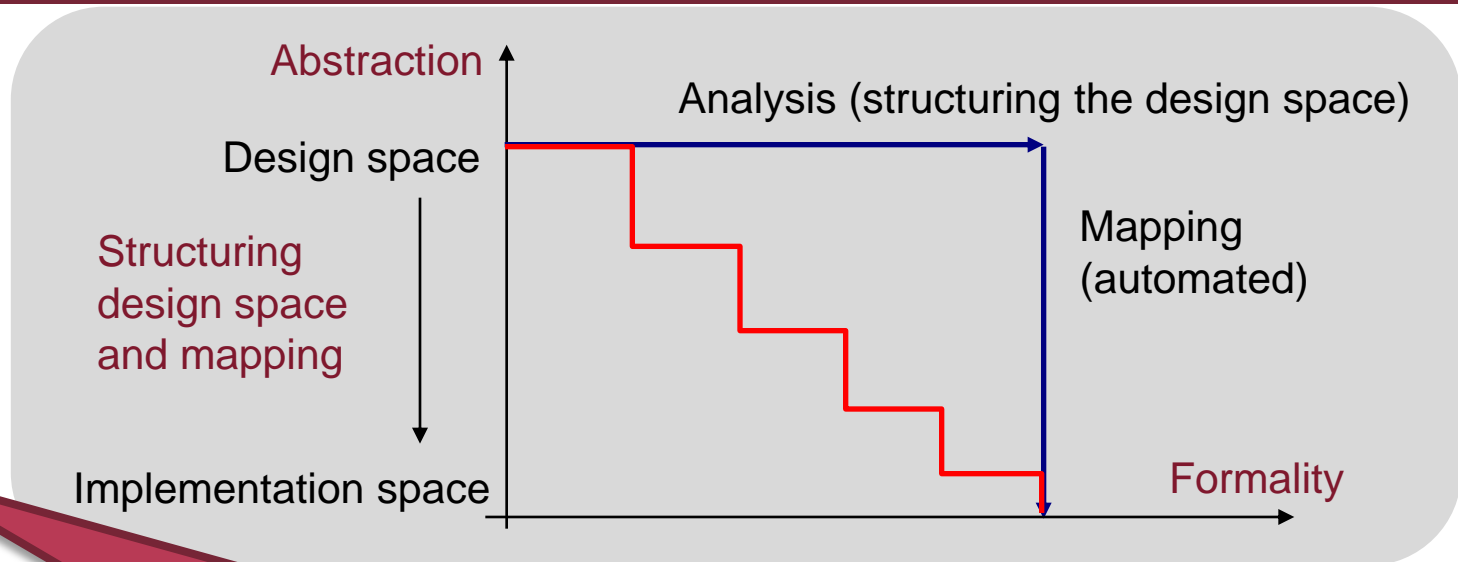 Abstraction
Analysis (structuring the design space)
Design space
Mapping
(automated)
Structuring
design space
and mapping
Formality
Implementation space